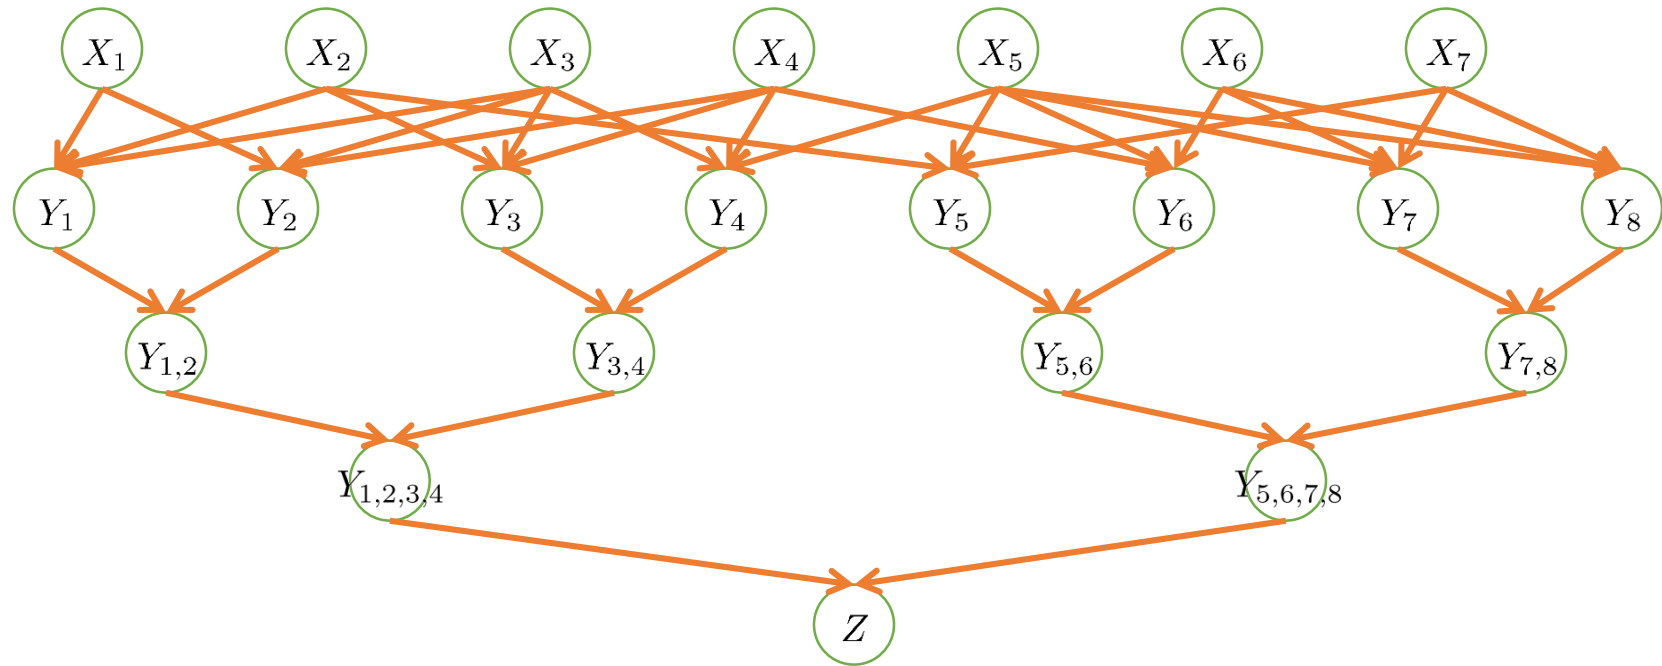 X₁ X₂ X₃ X₄ X₅ X₆ X₇
Y₁ Y₂ Y₃ Y₄ Y₅ Y₆ Y₇ Y₈
Y₁,₂ Y₃,₄ Y₅,₆ Y₇,₈
Y₁,₂,₃,₄ Y₅,₆,₇,₈
Z